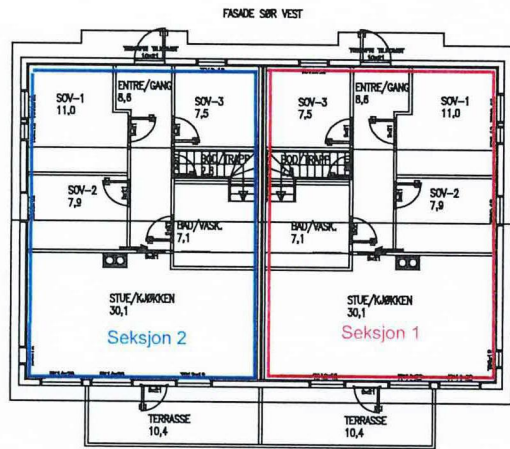 FASADE SØR VEST
ENTRE/GANG
8,6
ENTRE/GANG
8,6
SOV-1
11,0
SOV-3
7,5
SOV-3
7,5
SOV-1
11,0
BOD/TRAPP
BOD/TRAPP
SOV-2
7,9
SOV-2
7,9
BAD/VASK.
7,1
BAD/VASK.
7,1
STUE/KJØKKEN
30,1
STUE/KJØKKEN
30,1
Seksjon 2
Seksjon 1
TERRASSE
10,4
TERRASSE
10,4